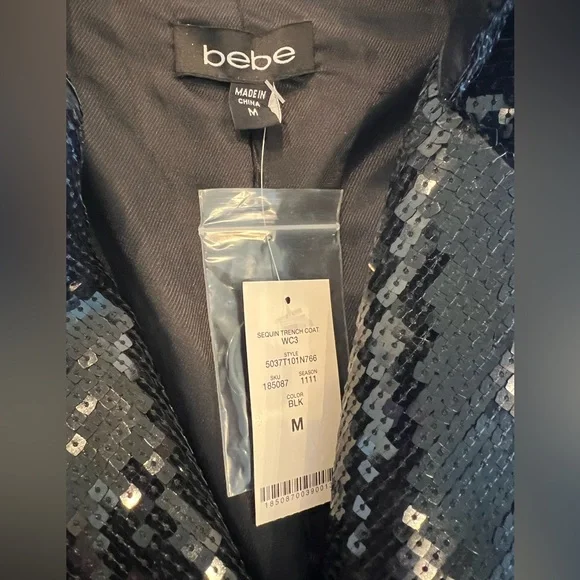 bebe
MADE IN
CHINA
M
SEQUIN TRENCH COAT
WC3
STYLE
5037T101N766
SKU SEASON
185087 1111
COLOR
BLK
M